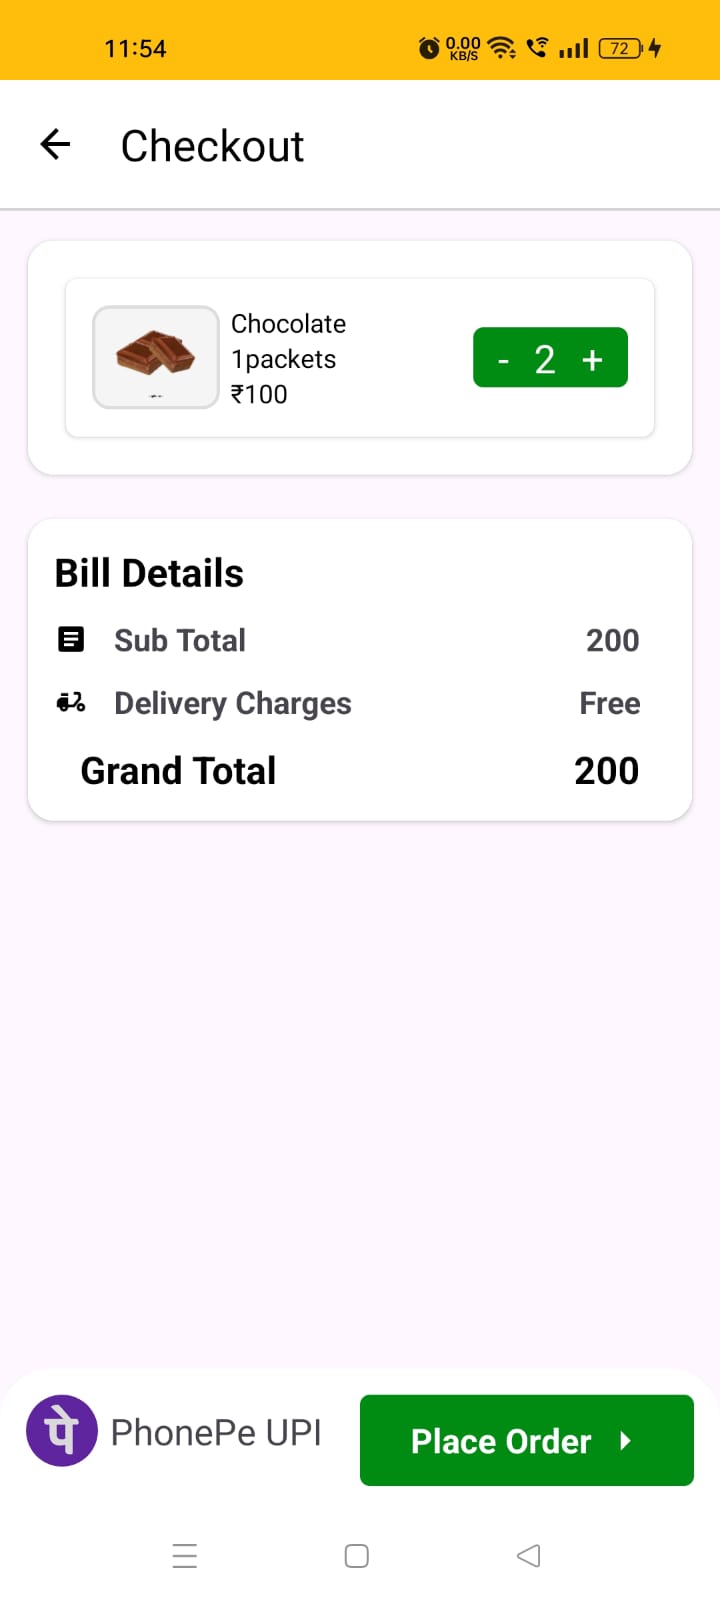 11:54
0.00
KB/S
72
Checkout
Chocolate
1packets
₹100
- 2 +
Bill Details
Sub Total 200
Delivery Charges Free
Grand Total 200
पे PhonePe UPI
Place Order